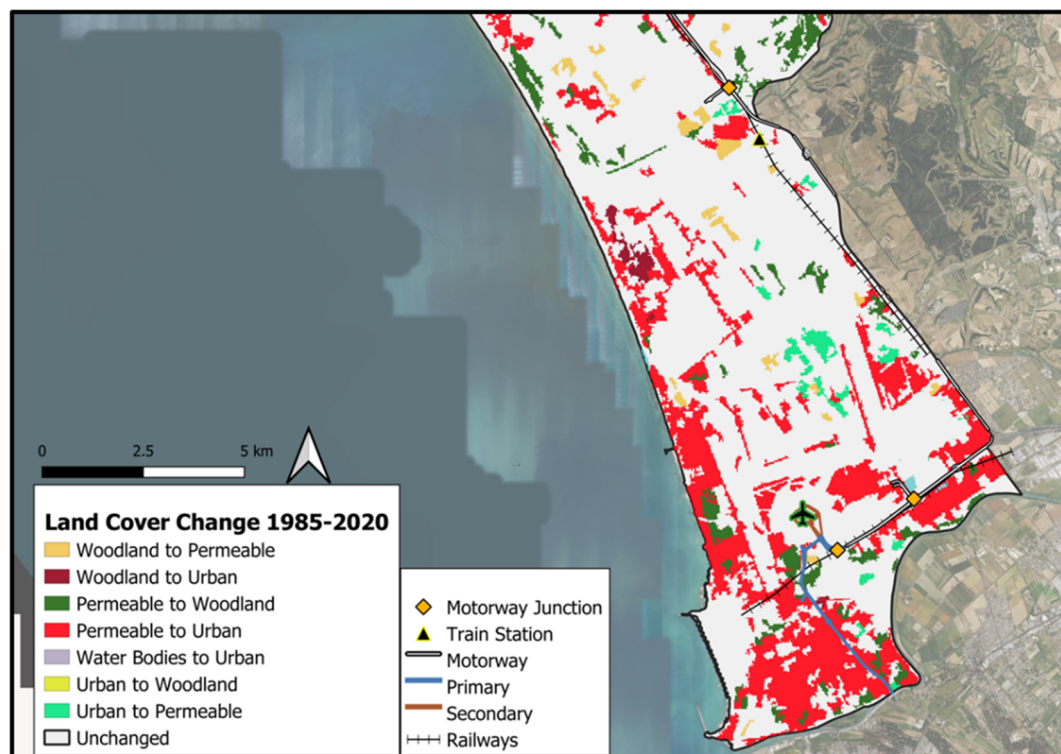 0 2.5 5 km
Land Cover Change 1985-2020
Woodland to Permeable
Woodland to Urban
Permeable to Woodland
Permeable to Urban
Water Bodies to Urban
Urban to Woodland
Urban to Permeable
Unchanged
Motorway Junction
Train Station
Motorway
Primary
Secondary
Railways